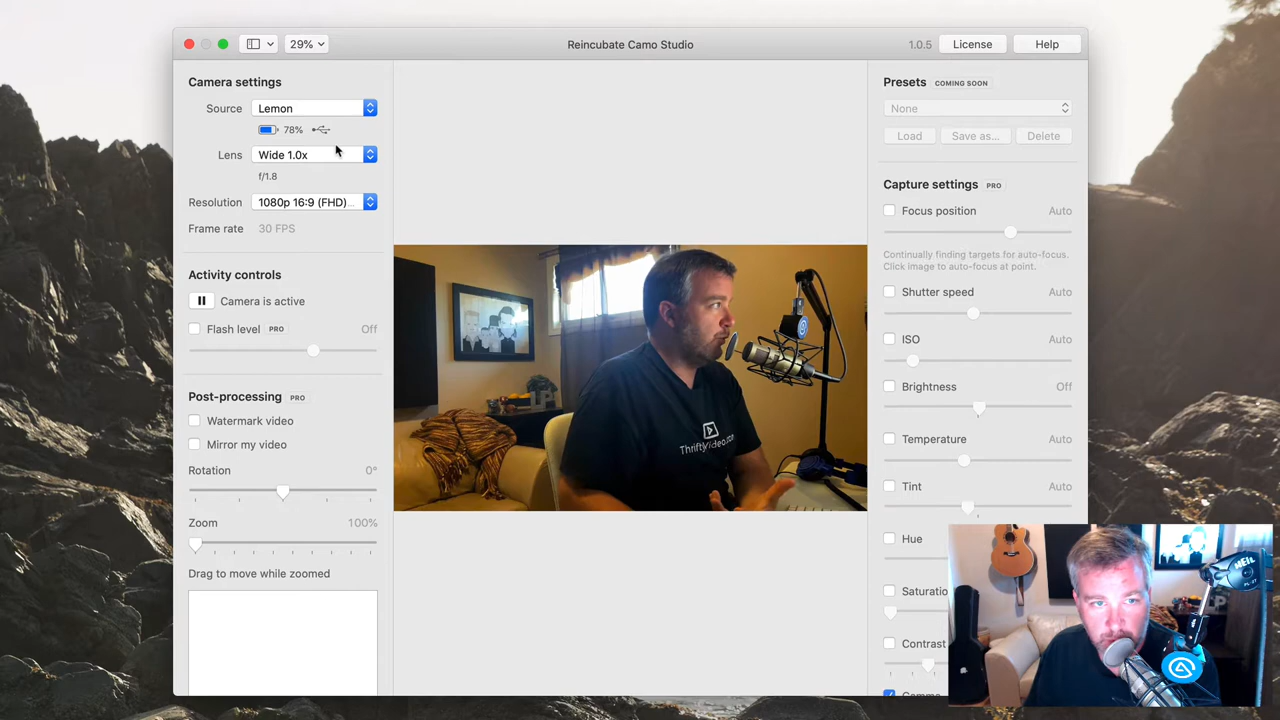 29%
Reincubate Camo Studio
1.0.5
License
Help
Camera settings
Source
Lemon
78%
Lens
Wide 1.0x
f/1.8
Resolution
1080p 16:9 (FHD)...
Frame rate
30 FPS
Activity controls
Camera is active
Flash level PRO
Off
Post-processing PRO
Watermark video
Mirror my video
Rotation
0°
Zoom
100%
Drag to move while zoomed
Presets COMING SOON
None
Load
Save as...
Delete
Capture settings PRO
Focus position
Auto
Continually finding targets for auto-focus.
Click image to auto-focus at point.
Shutter speed
Auto
ISO
Auto
Brightness
Off
Temperature
Auto
Tint
Auto
Hue
Contrast
ThriftyVideo.com
HEIL